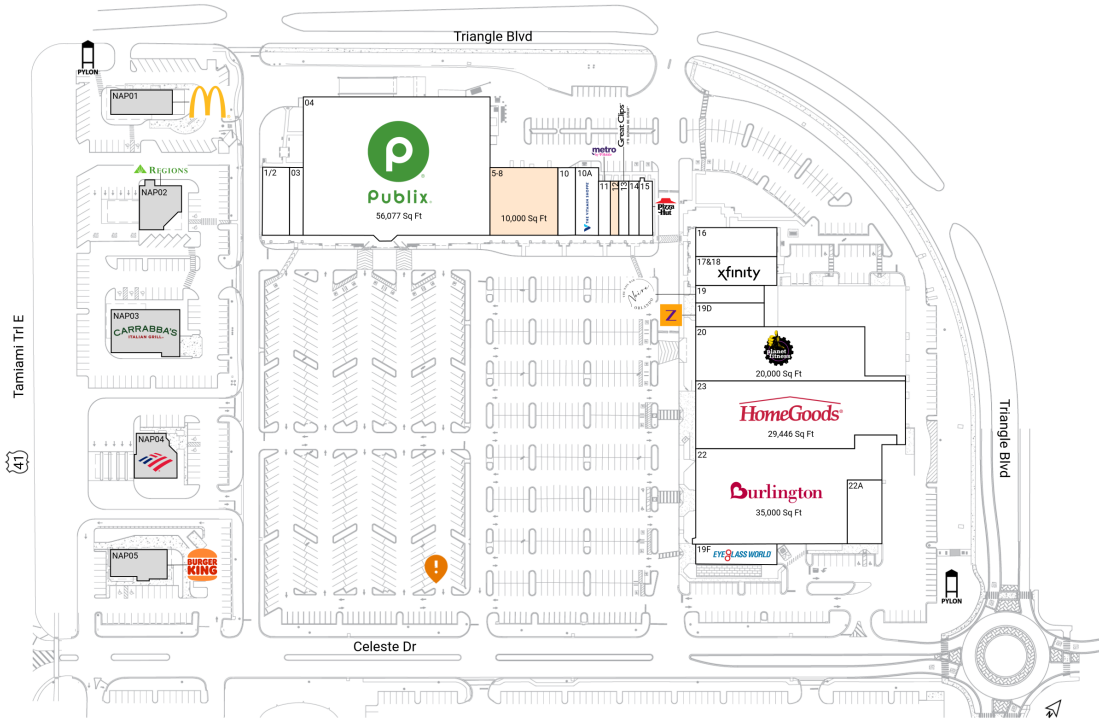 Triangle Blvd
PYLON
NAP01
REGIONS
NAP02
NAP03
CARRABBA'S
ITALIAN GRILL
NAP04
NAP05
BURGER
KING
Tamiami Trl E
41
04
Publix
56,077 Sq Ft
1/2
03
5-8
10,000 Sq Ft
10
10A
THE VITAMIN SHOPPE
metro
Great Clips
11
12
13
14
15
Pizza
Hut
16
17&18
xfinity
19
ORLANDO
19D
Z
20
planet
fitness
20,000 Sq Ft
23
HomeGoods
29,446 Sq Ft
22
Burlington
35,000 Sq Ft
22A
19F
EYEGLASS WORLD
Triangle Blvd
PYLON
Celeste Dr
N